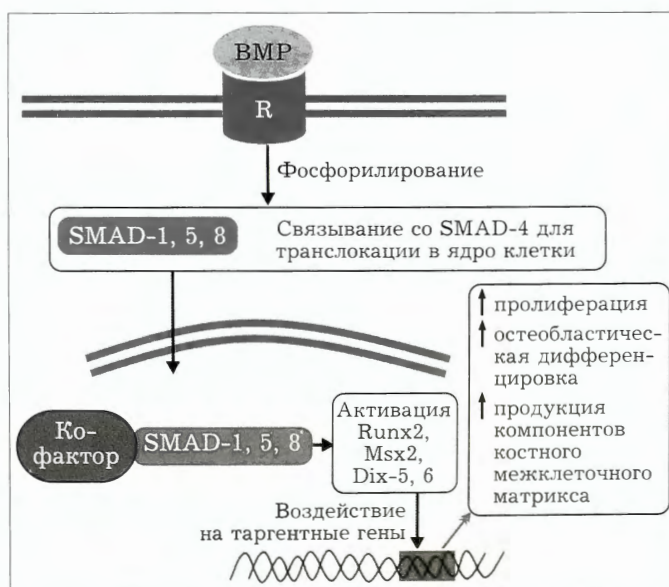 BMP
R
Фосфорилирование
SMAD-1, 5, 8
Связывание со SMAD-4 для
транслокации в ядро клетки
пролиферация
остеобластичес-
кая дифферен-
цировка
продукция
компонентов
костного
межклеточного
матрикса
Ко-
фактор
SMAD-1, 5, 8
Активация
Runx2,
Msx2,
Dix-5, 6
Воздействие
на таргентные гены